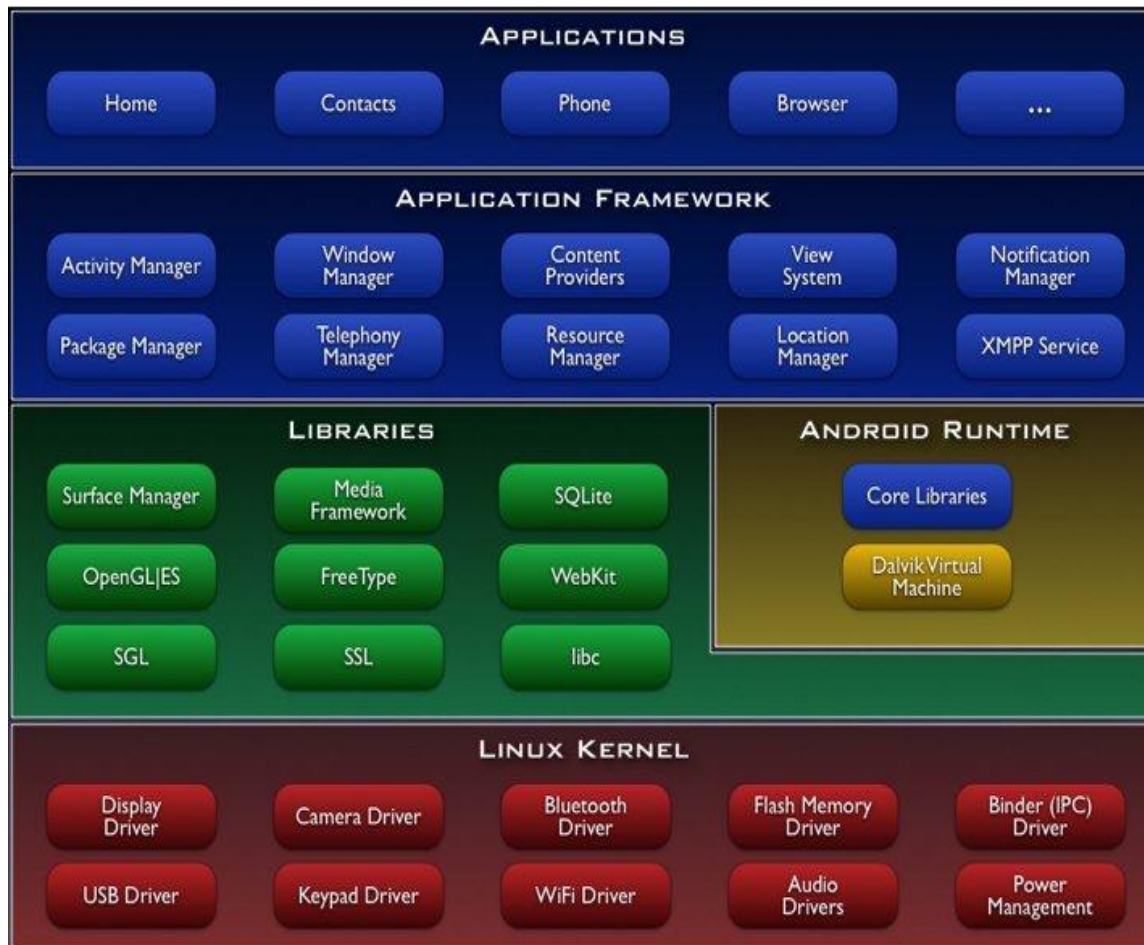 APPLICATIONS
Home
Contacts
Phone
Browser
...
APPLICATION FRAMEWORK
Activity Manager
Window
Manager
Content
Providers
View
System
Notification
Manager
Package Manager
Telephony
Manager
Resource
Manager
Location
Manager
XMPP Service
LIBRARIES
Surface Manager
Media
Framework
SQLite
OpenGL|ES
FreeType
WebKit
SGL
SSL
libc
ANDROID RUNTIME
Core Libraries
Dalvik Virtual
Machine
LINUX KERNEL
Display
Driver
Camera Driver
Bluetooth
Driver
Flash Memory
Driver
Binder (IPC)
Driver
USB Driver
Keypad Driver
WiFi Driver
Audio
Drivers
Power
Management